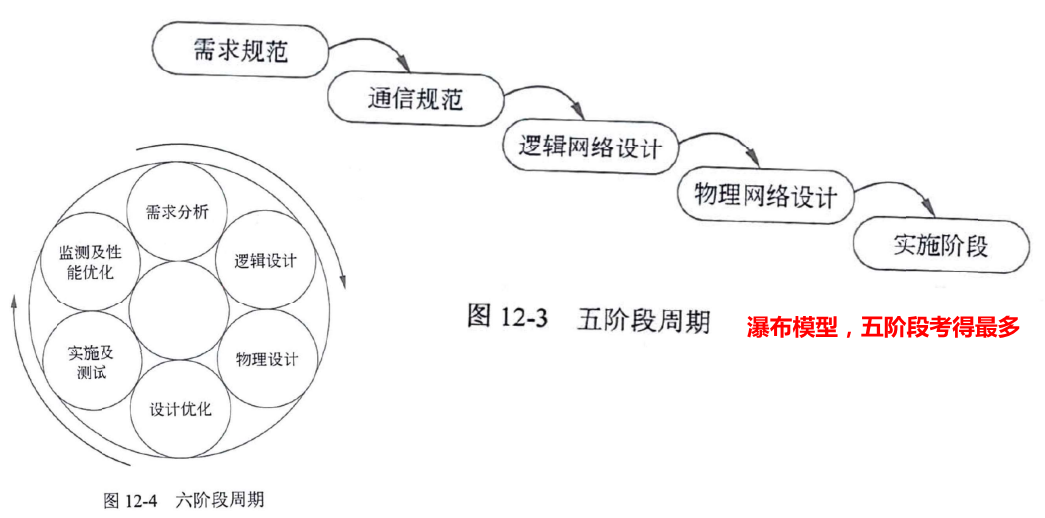 需求规范
通信规范
逻辑网络设计
物理网络设计
实施阶段
图 12-3 五阶段周期
瀑布模型，五阶段考得最多
需求分析
逻辑设计
物理设计
设计优化
实施及
测试
监测及性
能优化
图 12-4 六阶段周期